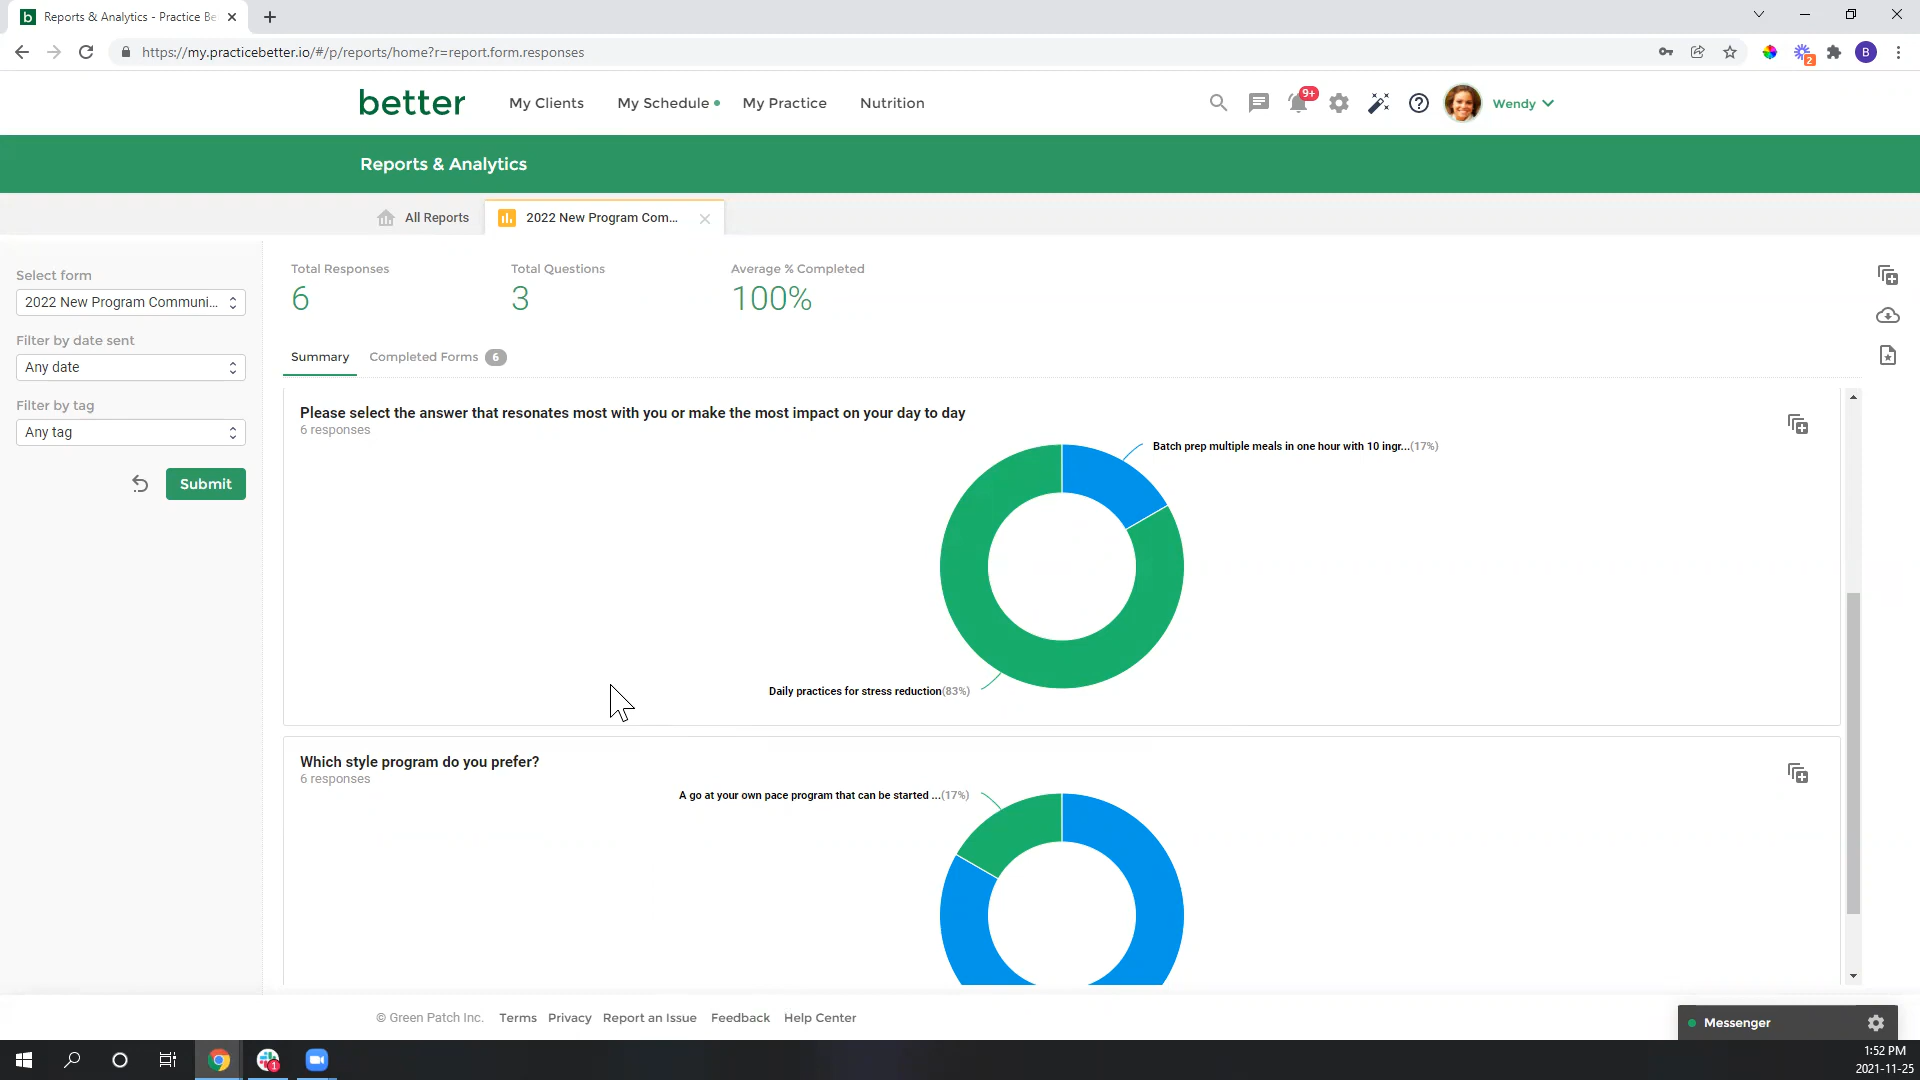 Reports & Analytics - Practice Be
https://my.practicebetter.io/#/p/reports/home?r=report.form.responses
2
B
better
My Clients
My Schedule
My Practice
Nutrition
9+
Wendy
Reports & Analytics
All Reports
2022 New Program Com...
Select form
2022 New Program Communi...
Filter by date sent
Any date
Filter by tag
Any tag
Submit
Total Responses
6
Total Questions
3
Average % Completed
100%
Summary
Completed Forms 6
Please select the answer that resonates most with you or make the most impact on your day to day
6 responses
Batch prep multiple meals in one hour with 10 ingr...(17%)
Daily practices for stress reduction(83%)
Which style program do you prefer?
6 responses
A go at your own pace program that can be started ...(17%)
© Green Patch Inc.
Terms
Privacy
Report an Issue
Feedback
Help Center
Messenger
1
1:52 PM
2021-11-25